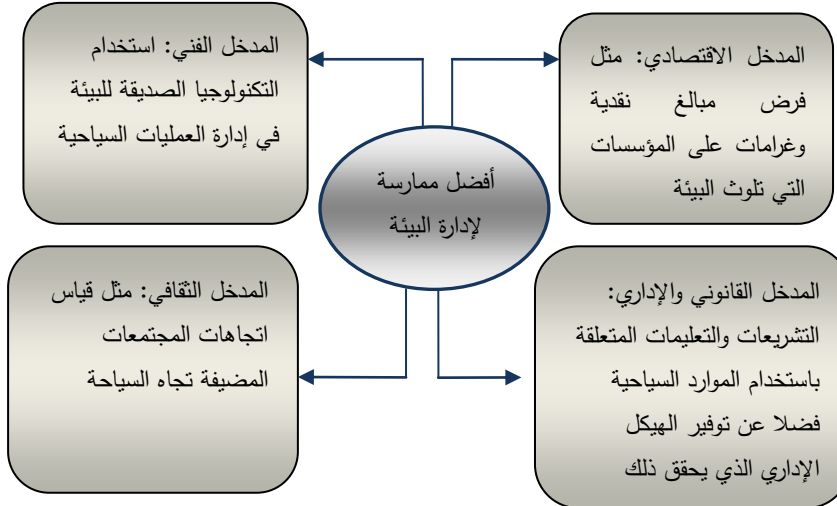 المدخل الاقتصادي: مثل
فرض مبالغ نقدية
وغرامات على المؤسسات
التي تلوث البيئة
المدخل الفني: استخدام
التكنولوجيا الصديقة للبيئة
في إدارة العمليات السياحية
أفضل ممارسة
لإدارة البيئة
المدخل القانوني والإداري:
التشريعات والتعليمات المتعلقة
باستخدام الموارد السياحية
فضلا عن توفير الهيكل
الإداري الذي يحقق ذلك
المدخل الثقافي: مثل قياس
اتجاهات المجتمعات
المضيفة تجاه السياحة